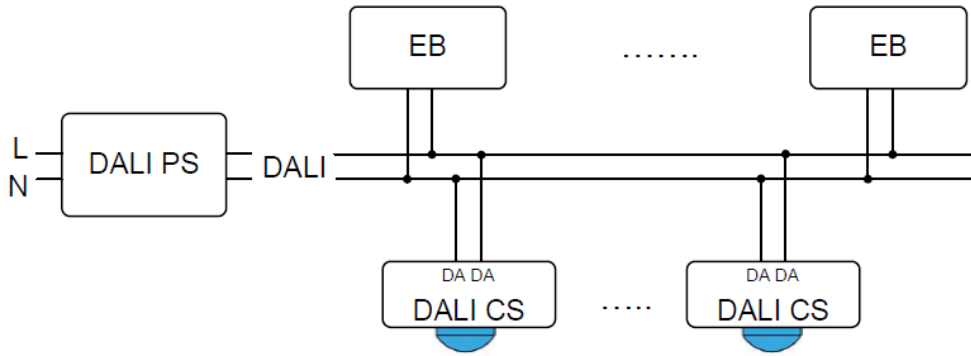 EB
.......
EB
L
N
DALI PS
DALI
DA DA
DALI CS
.....
DA DA
DALI CS